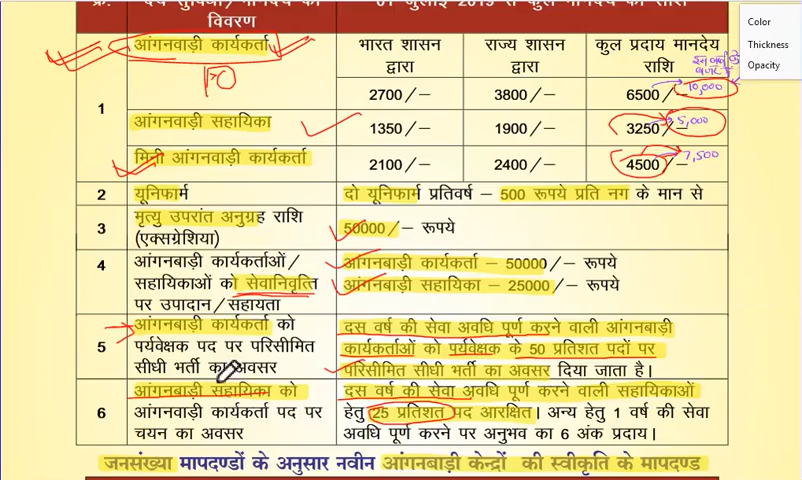 क्र. देय सुविधा/मानदेय का 01 जुलाई 2019 से कुल मानदेय की राशि
विवरण
Color
Thickness
Opacity
आंगनवाड़ी कार्यकर्ता भारत शासन राज्य शासन कुल प्रदाय मानदेय
द्वारा द्वारा राशि
1 2700/– 3800/– 6500/– 10,000
आंगनवाड़ी सहायिका 1350/– 1900/– 3250/– 5,000
मिनी आंगनवाड़ी कार्यकर्ता 2100/– 2400/– 4500/– 7,500
2 यूनिफार्म दो यूनिफार्म प्रतिवर्ष – 500 रूपये प्रति नग के मान से
3 मृत्यु उपरांत अनुग्रह राशि 50000/– रूपये
(एक्सग्रेशिया)
4 आंगनबाड़ी कार्यकर्ताओं/ आंगनबाड़ी कार्यकर्ता – 50000/– रूपये
सहायिकाओं को सेवानिवृत्ति आंगनबाड़ी सहायिका – 25000/– रूपये
पर उपादान/सहायता
5 आंगनबाड़ी कार्यकर्ता को दस वर्ष की सेवा अवधि पूर्ण करने वाली आंगनबाड़ी
पर्यवेक्षक पद पर परिसीमित कार्यकर्ताओं को पर्यवेक्षक के 50 प्रतिशत पदों पर
सीधी भर्ती का अवसर परिसीमित सीधी भर्ती का अवसर दिया जाता है।
6 आंगनबाड़ी सहायिका को दस वर्ष की सेवा अवधि पूर्ण करने वाली सहायिकाओं
आंगनवाड़ी कार्यकर्ता पद पर हेतु 25 प्रतिशत पद आरक्षित। अन्य हेतु 1 वर्ष की सेवा
चयन का अवसर अवधि पूर्ण करने पर अनुभव का 6 अंक प्रदाय।
जनसंख्या मापदण्डों के अनुसार नवीन आंगनबाड़ी केन्द्रों की स्वीकृति के मापदण्ड